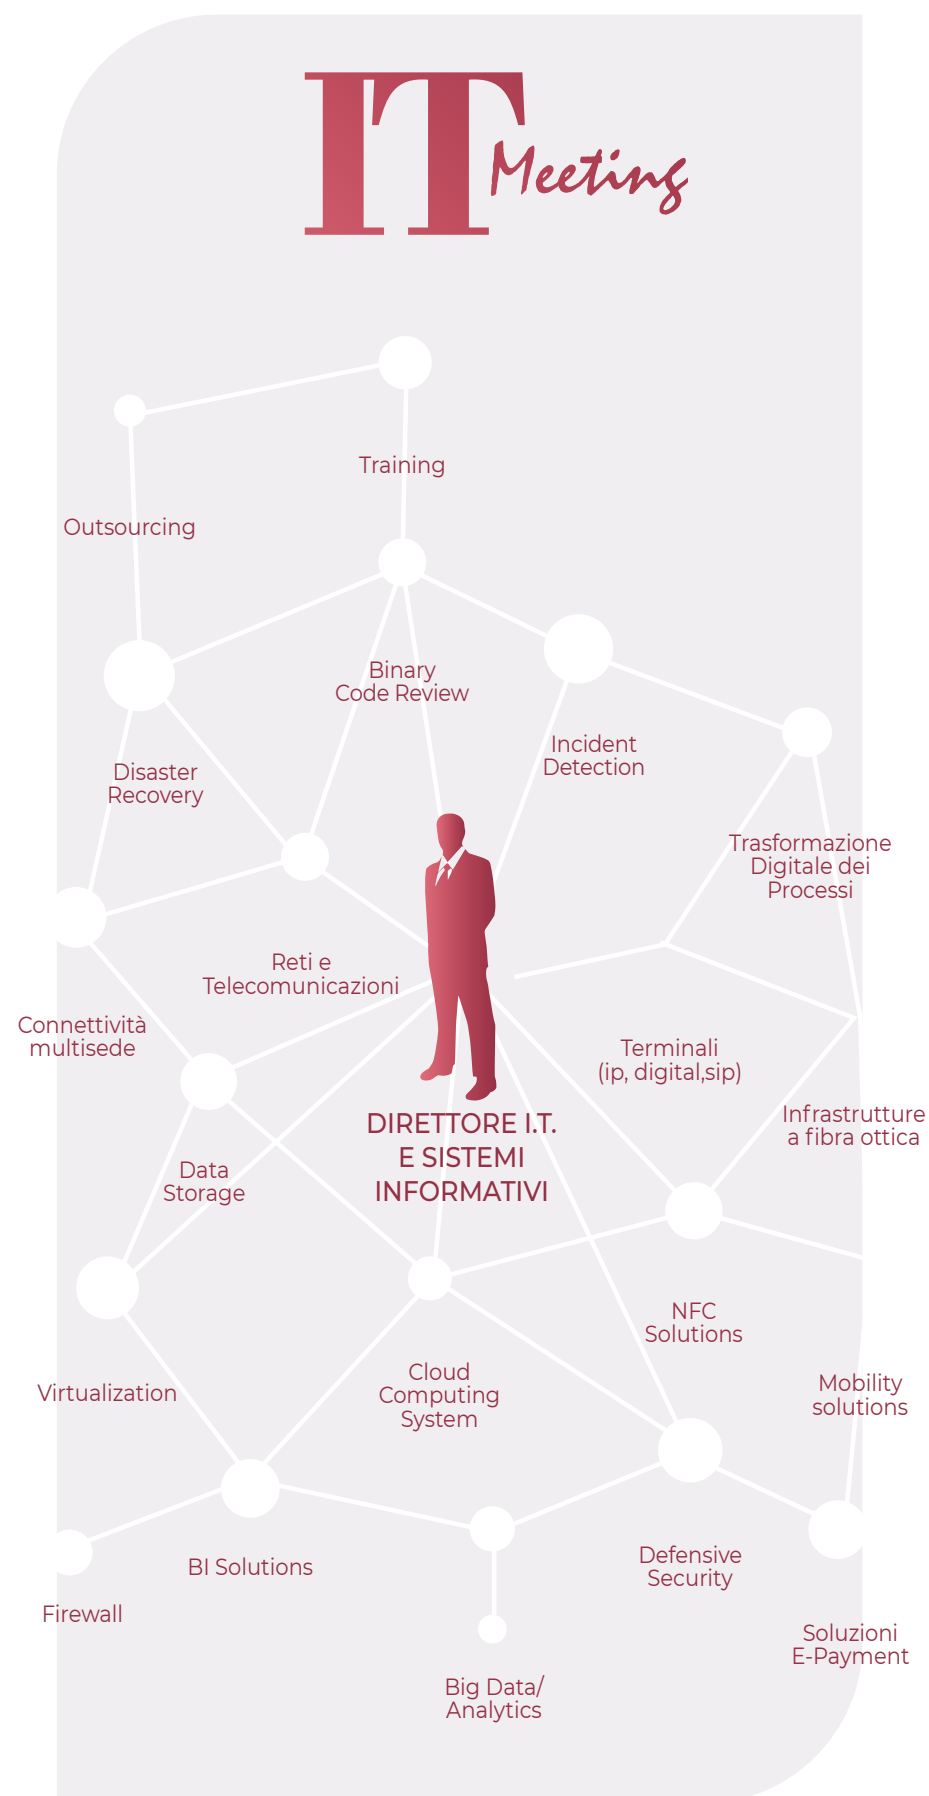 IT
Meeting
Training
Outsourcing
Binary
Code Review
Incident
Detection
Disaster
Recovery
Trasformazione
Digitale dei
Processi
Reti e
Telecomunicazioni
Connettività
multisede
Terminali
(ip, digital,sip)
Infrastrutture
a fibra ottica
DIRETTORE I.T.
E SISTEMI
INFORMATIVI
Data
Storage
NFC
Solutions
Virtualization
Cloud
Computing
System
Mobility
solutions
BI Solutions
Defensive
Security
Firewall
Soluzioni
E-Payment
Big Data/
Analytics